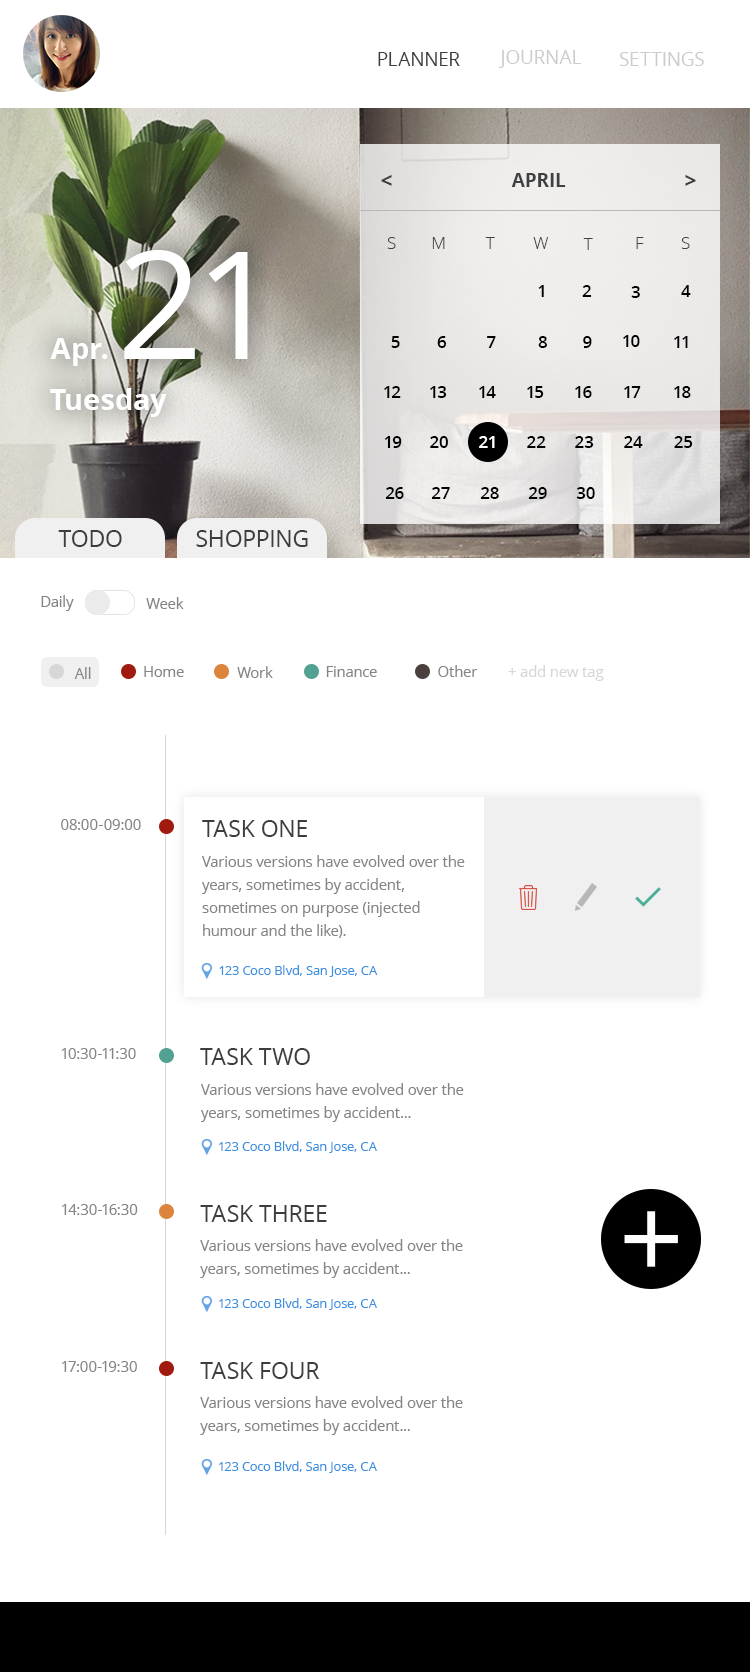 PLANNER JOURNAL SETTINGS
Apr. 21
Tuesday
TODO SHOPPING
< APRIL >
S M T W T F S
1 2 3 4
5 6 7 8 9 10 11
12 13 14 15 16 17 18
19 20 21 22 23 24 25
26 27 28 29 30
Daily Week
All Home Work Finance Other + add new tag
08:00-09:00
TASK ONE
Various versions have evolved over the
years, sometimes by accident,
sometimes on purpose (injected
humour and the like).
123 Coco Blvd, San Jose, CA
10:30-11:30
TASK TWO
Various versions have evolved over the
years, sometimes by accident...
123 Coco Blvd, San Jose, CA
14:30-16:30
TASK THREE
Various versions have evolved over the
years, sometimes by accident...
123 Coco Blvd, San Jose, CA
17:00-19:30
TASK FOUR
Various versions have evolved over the
years, sometimes by accident...
123 Coco Blvd, San Jose, CA